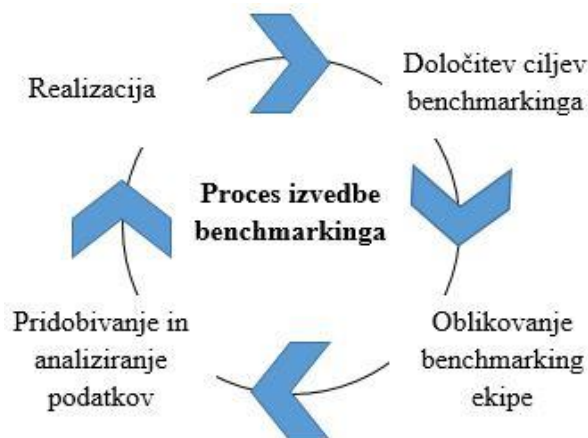 Realizacija
Določitev ciljev
benchmarkinga
Proces izvedbe
benchmarkinga
Pridobivanje in
analiziranje
podatkov
Oblikovanje
benchmarking
ekipe